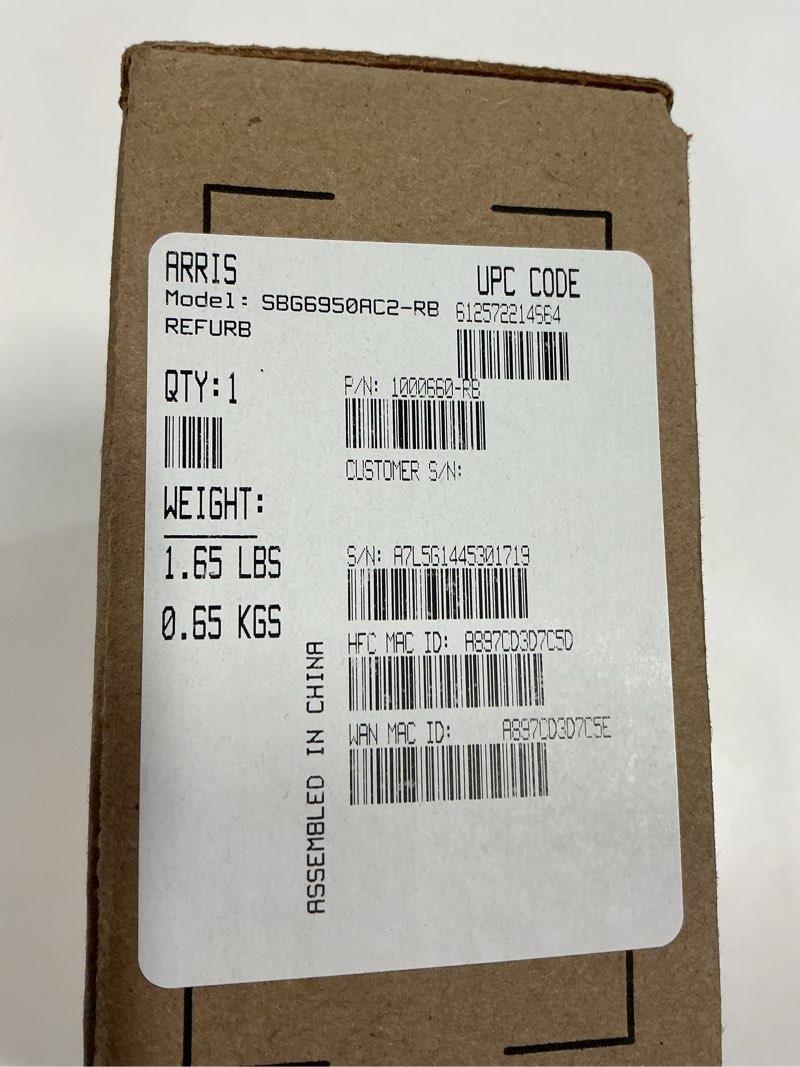 ARRIS
Model: SBG6950AC2-RB
REFURB
UPC CODE
612572214564
QTY:1
P/N: 1000660-RB
CUSTOMER S/N:
WEIGHT:
1.65 LBS
0.65 KGS
S/N: A7L5G1445301719
HFC MAC ID: A897CD3D7C5D
WAN MAC ID: A897CD3D7C5E
ASSEMBLED IN CHINA